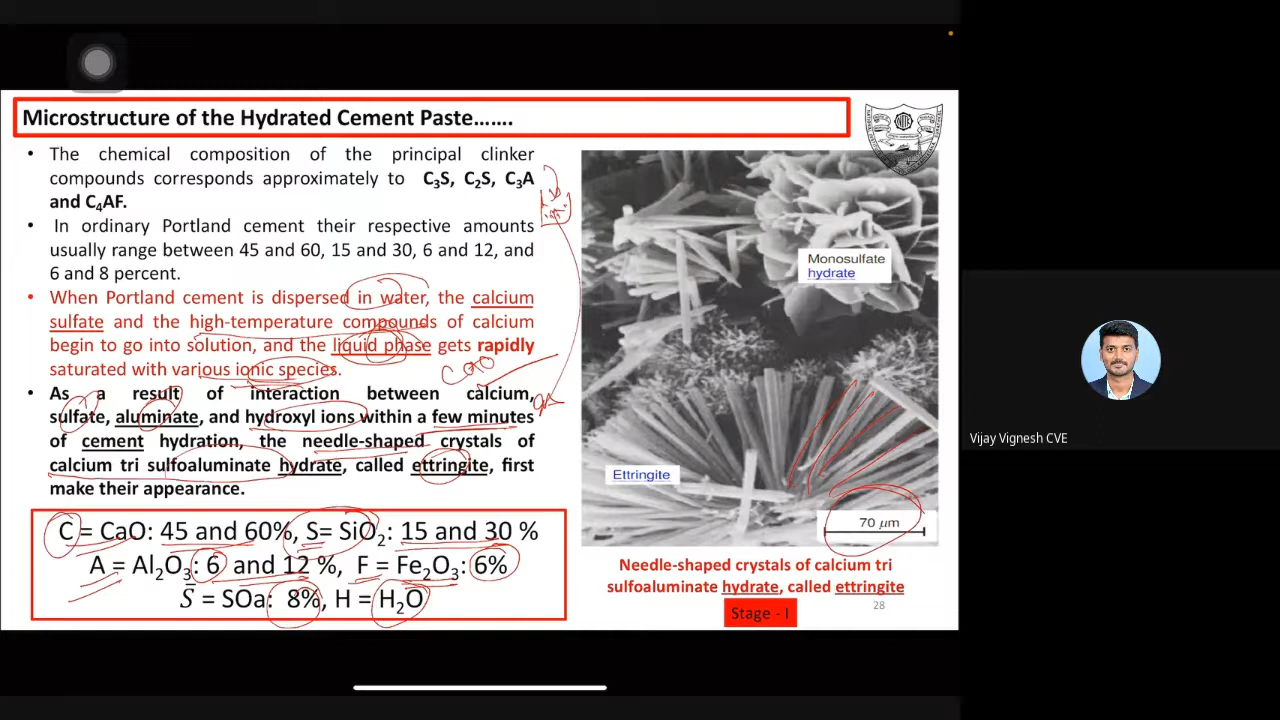 Microstructure of the Hydrated Cement Paste.......
• The chemical composition of the principal clinker
compounds corresponds approximately to C₃S, C₂S, C₃A
and C₄AF.
• In ordinary Portland cement their respective amounts
usually range between 45 and 60, 15 and 30, 6 and 12, and
6 and 8 percent.
• When Portland cement is dispersed in water, the calcium
sulfate and the high-temperature compounds of calcium
begin to go into solution, and the liquid phase gets rapidly
saturated with various ionic species.
CaO
• As a result of interaction between calcium,
sulfate, aluminate, and hydroxyl ions within a few minutes
of cement hydration, the needle-shaped crystals of
calcium tri sulfoaluminate hydrate, called ettringite, first
make their appearance.
C = CaO: 45 and 60%, S= SiO₂: 15 and 30 %
A = Al₂O₃: 6 and 12 %, F = Fe₂O₃: 6%
S̅ = SOa: 8%, H = H₂O
Monosulfate
hydrate
Ettringite
70 μm
Needle-shaped crystals of calcium tri
sulfoaluminate hydrate, called ettringite
Stage - I
28
Vijay Vignesh CVE